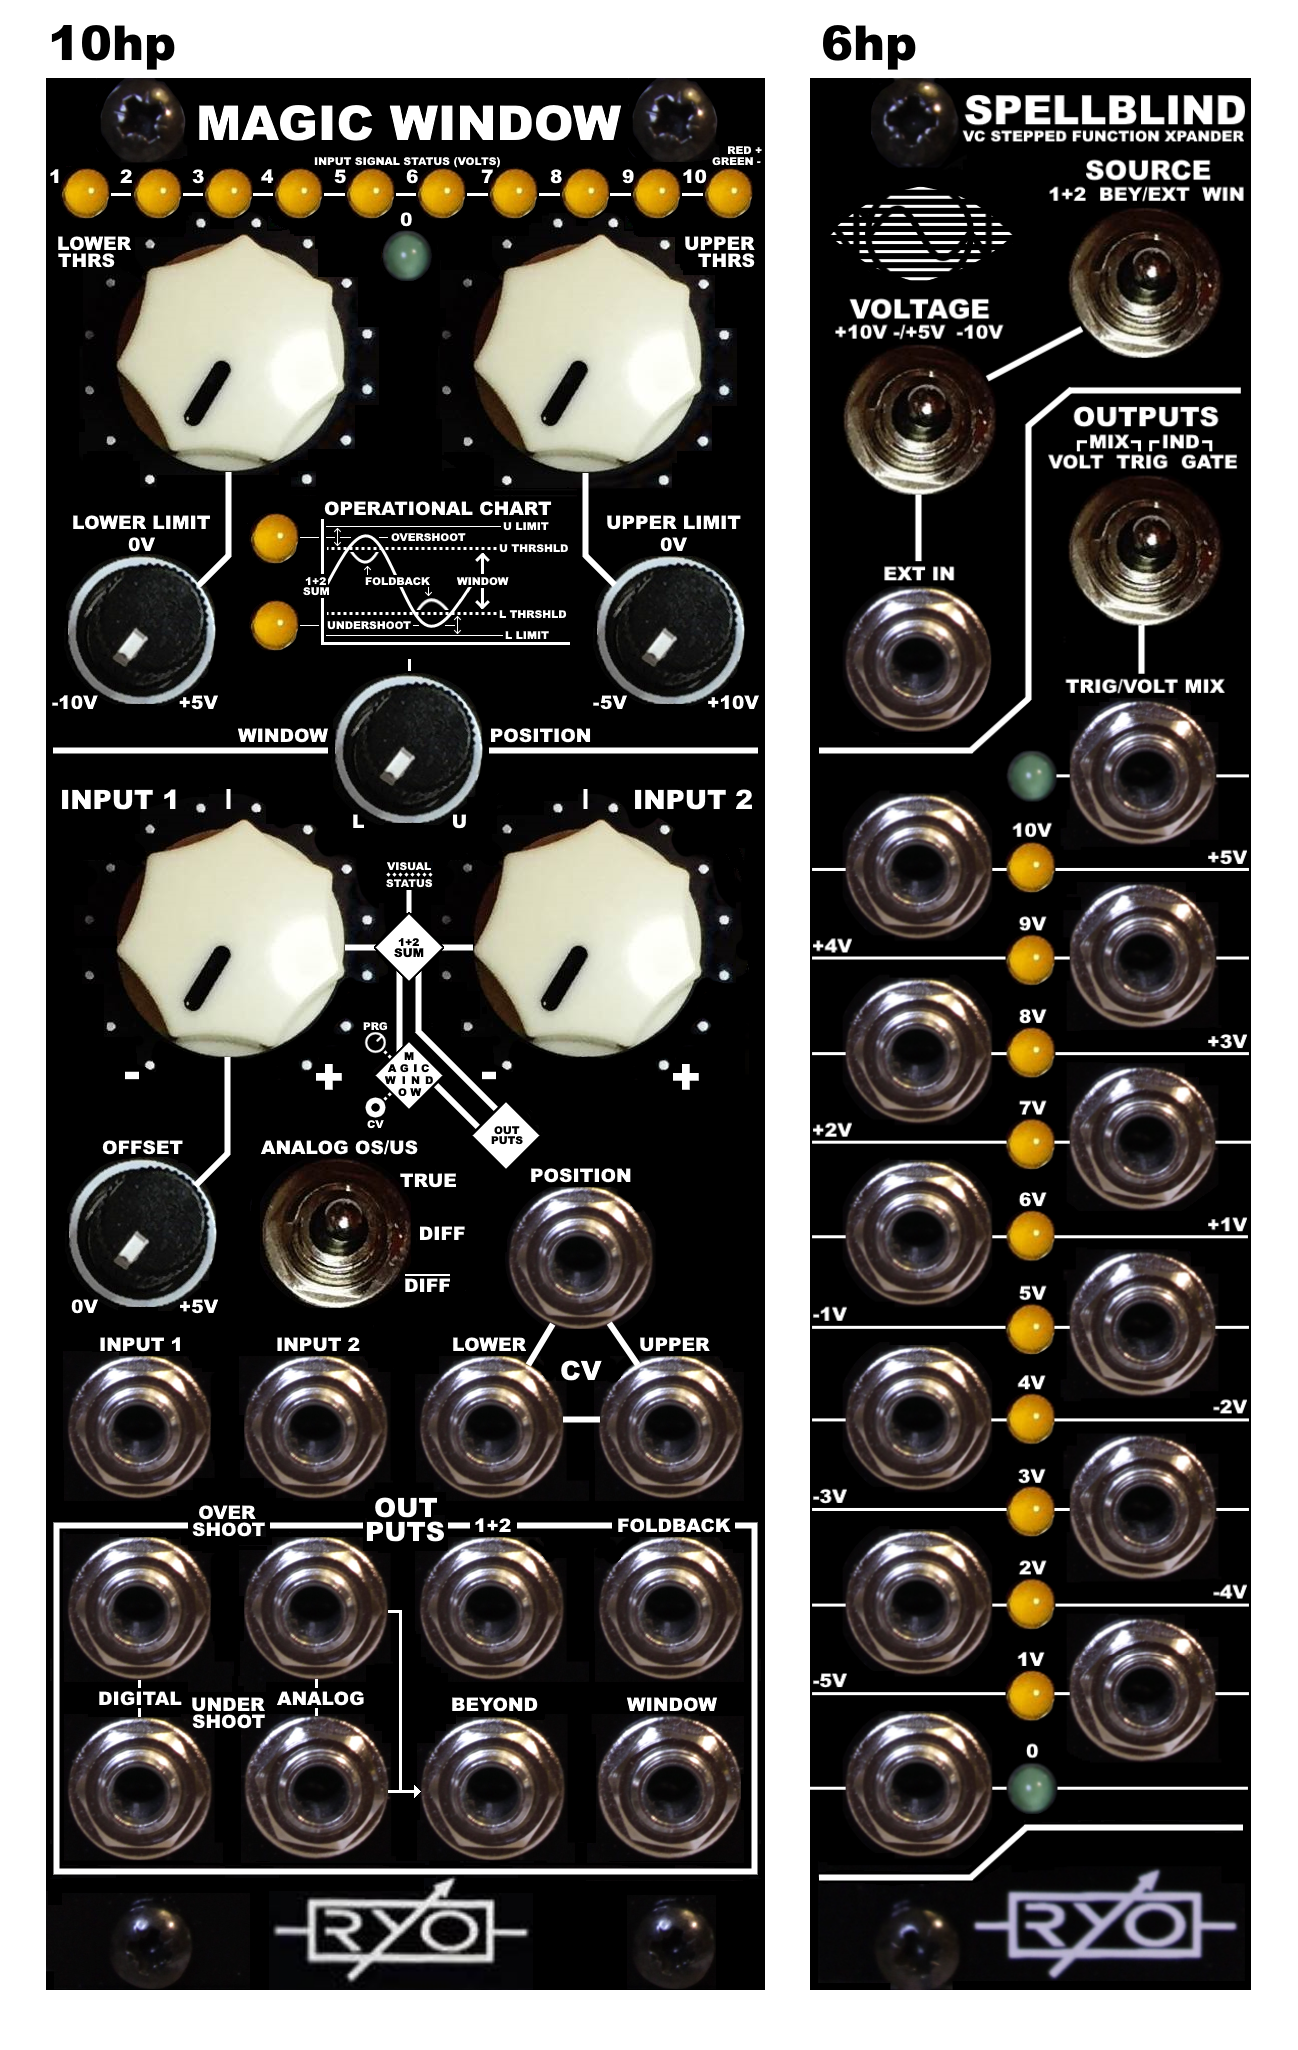 10hp
MAGIC WINDOW
INPUT SIGNAL STATUS (VOLTS)
RED +
GREEN -
1 2 3 4 5 6 7 8 9 10
0
LOWER
THRS
UPPER
THRS
LOWER LIMIT
0V
-10V +5V
OPERATIONAL CHART
U LIMIT
OVERSHOOT
U THRSHLD
1+2
SUM
FOLDBACK
WINDOW
L THRSHLD
UNDERSHOOT
L LIMIT
UPPER LIMIT
0V
-5V +10V
WINDOW POSITION
L U
INPUT 1
INPUT 2
VISUAL
STATUS
1+2
SUM
PRG
M
AGIC
WIND
OW
CV
OUT
PUTS
- +
- +
OFFSET
0V +5V
ANALOG OS/US
TRUE
DIFF
DIFF
POSITION
INPUT 1
INPUT 2
LOWER
UPPER
CV
OVER
SHOOT
OUT
PUTS
1+2
FOLDBACK
DIGITAL
UNDER
SHOOT
ANALOG
BEYOND
WINDOW
RYO
6hp
SPELLBLIND
VC STEPPED FUNCTION XPANDER
SOURCE
1+2 BEY/EXT WIN
VOLTAGE
+10V -/+5V -10V
OUTPUTS
MIX IND
VOLT TRIG GATE
EXT IN
TRIG/VOLT MIX
10V
+5V
9V
+4V
8V
+3V
7V
+2V
6V
+1V
5V
-1V
4V
-2V
3V
-3V
2V
-4V
1V
-5V
0
RYO